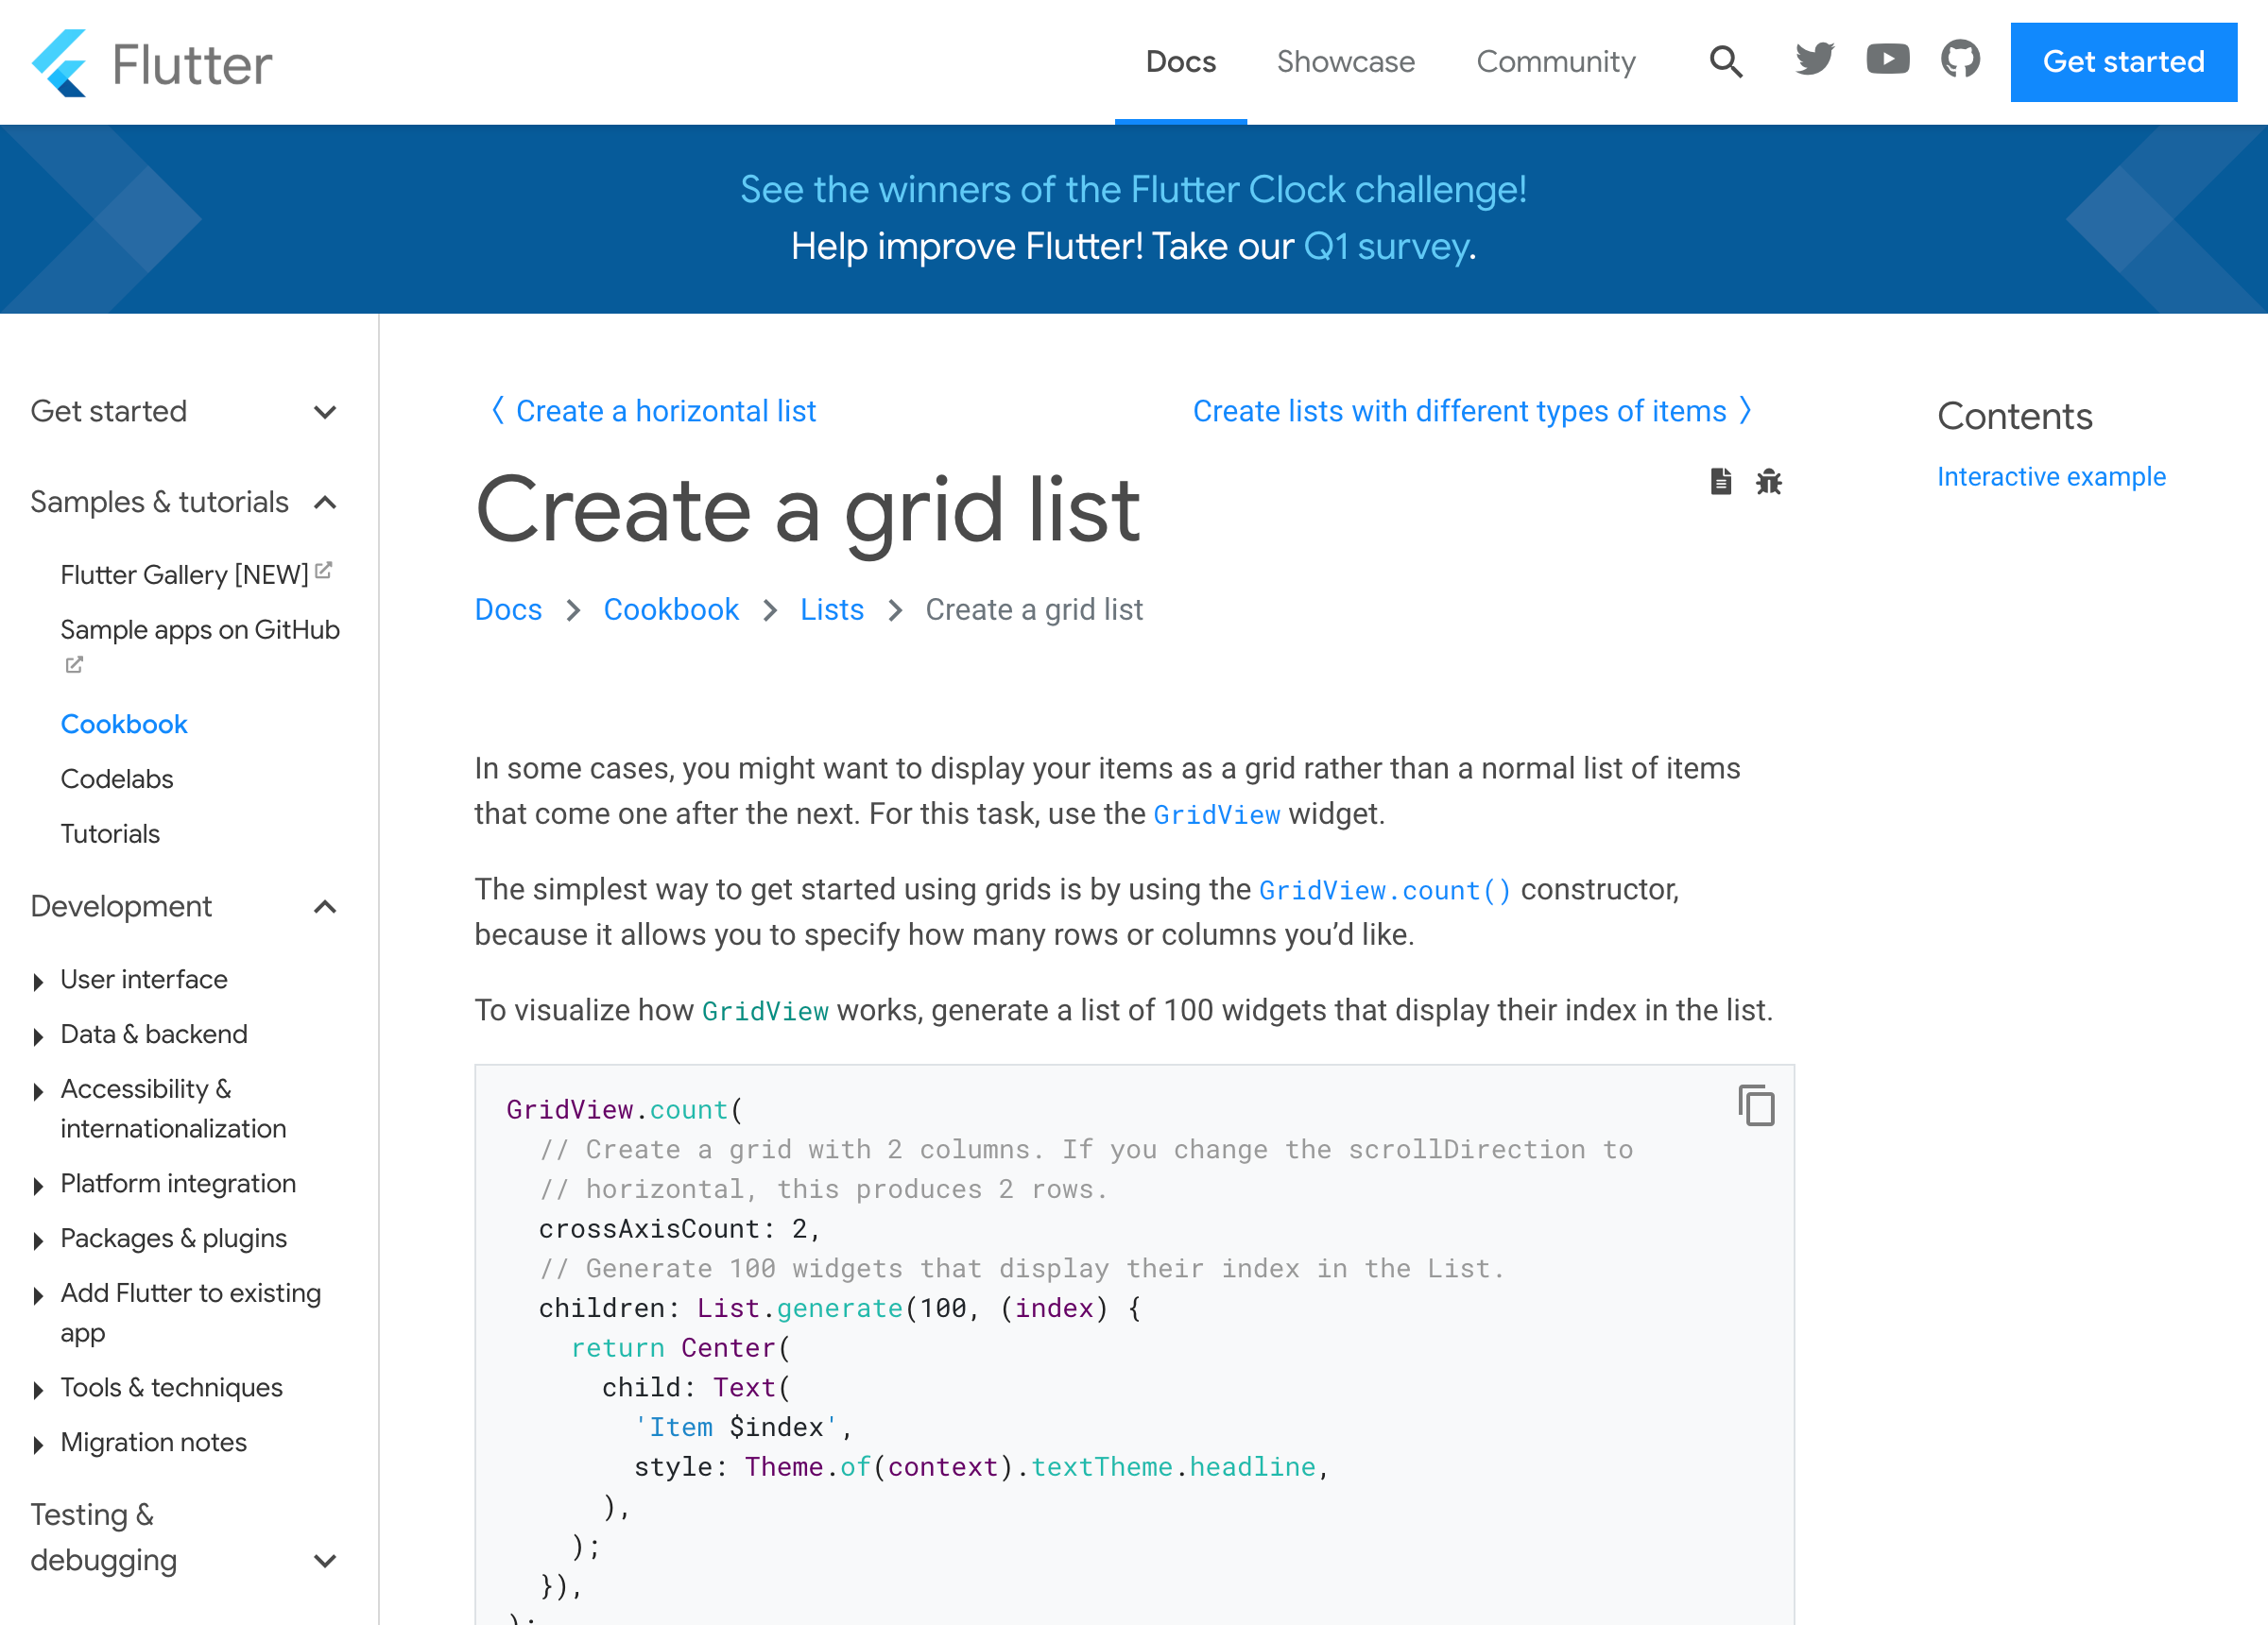 Flutter
Docs
Showcase
Community
Get started
See the winners of the Flutter Clock challenge!
Help improve Flutter! Take our Q1 survey.
Get started
Samples & tutorials
Flutter Gallery [NEW]
Sample apps on GitHub
Cookbook
Codelabs
Tutorials
Development
User interface
Data & backend
Accessibility &
internationalization
Platform integration
Packages & plugins
Add Flutter to existing
app
Tools & techniques
Migration notes
Testing &
debugging
〈 Create a horizontal list
Create lists with different types of items 〉
Create a grid list
Docs
Cookbook
Lists
Create a grid list
In some cases, you might want to display your items as a grid rather than a normal list of items
that come one after the next. For this task, use the GridView widget.
The simplest way to get started using grids is by using the GridView.count() constructor,
because it allows you to specify how many rows or columns you’d like.
To visualize how GridView works, generate a list of 100 widgets that display their index in the list.
GridView.count(
  // Create a grid with 2 columns. If you change the scrollDirection to
  // horizontal, this produces 2 rows.
  crossAxisCount: 2,
  // Generate 100 widgets that display their index in the List.
  children: List.generate(100, (index) {
    return Center(
      child: Text(
        'Item $index',
        style: Theme.of(context).textTheme.headline,
      ),
    );
  }),
);
Contents
Interactive example